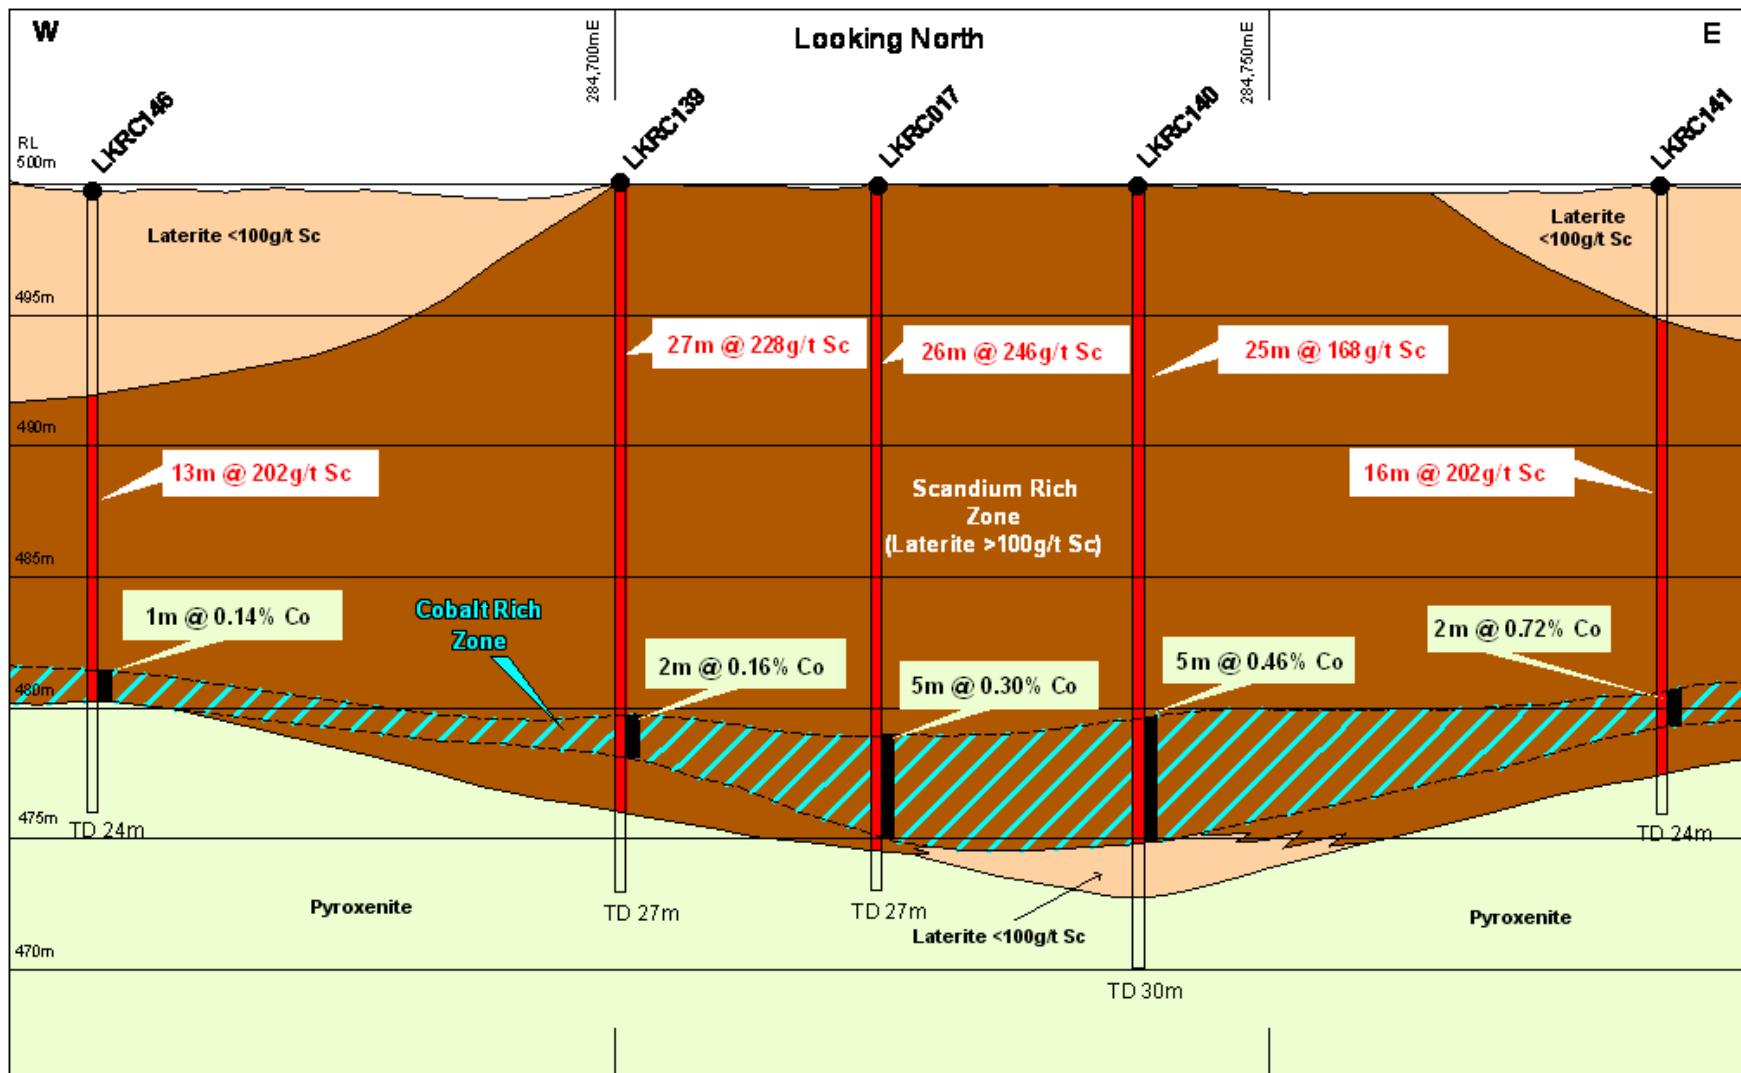 W
Looking North
E
284,700mE
284,750mE
LKRC146
LKRC139
LKRC017
LKRC140
LKRC141
RL
500m
Laterite <100g/t Sc
Laterite
<100g/t Sc
495m
27m @ 228g/t Sc
26m @ 246g/t Sc
25m @ 168g/t Sc
490m
13m @ 202g/t Sc
16m @ 202g/t Sc
Scandium Rich
Zone
(Laterite >100g/t Sc)
485m
1m @ 0.14% Co
Cobalt Rich
Zone
2m @ 0.72% Co
2m @ 0.16% Co
5m @ 0.30% Co
5m @ 0.46% Co
480m
475m
TD 24m
TD 24m
Pyroxenite
TD 27m
TD 27m
Laterite <100g/t Sc
Pyroxenite
470m
TD 30m